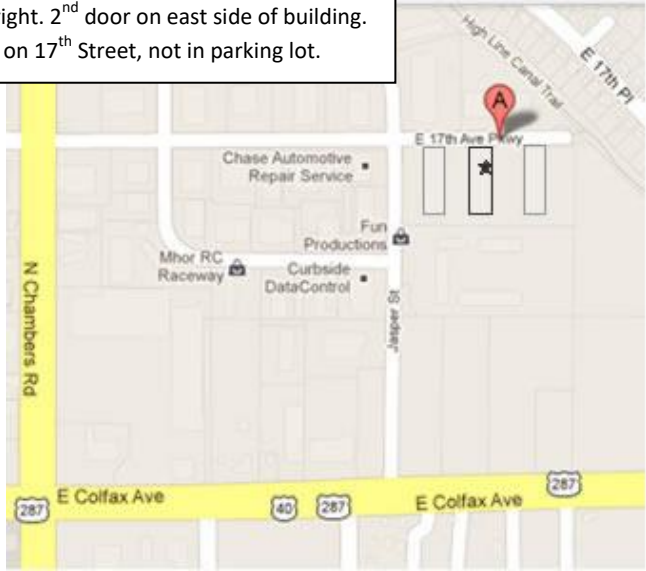 ight. 2nd door on east side of building.
on 17th Street, not in parking lot.
High Line Canal Trail
E 17th Pl
A
E 17th Ave Pkwy
Chase Automotive
Repair Service
Fun
Productions
Mhor RC
Raceway
Curbside
DataControl
N Chambers Rd
Jasper St
287
E Colfax Ave
40
287
E Colfax Ave
287